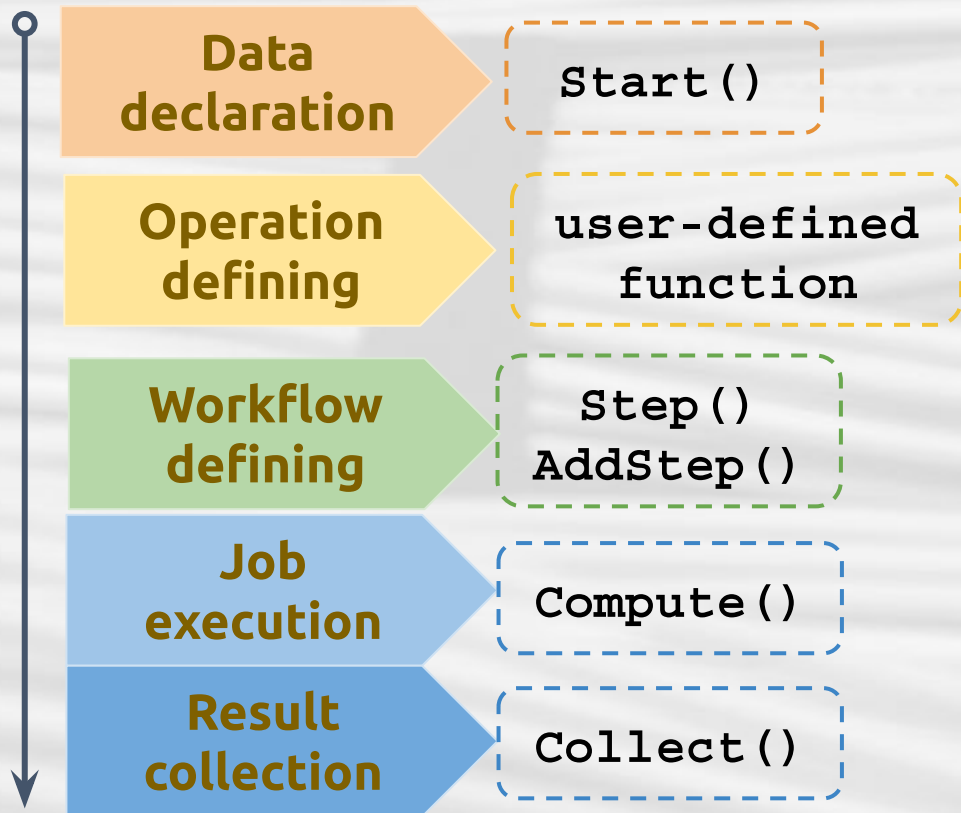 Data
declaration
Start()
Operation
defining
user-defined
function
Workflow
defining
Step()
AddStep()
Job
execution
Compute()
Result
collection
Collect()